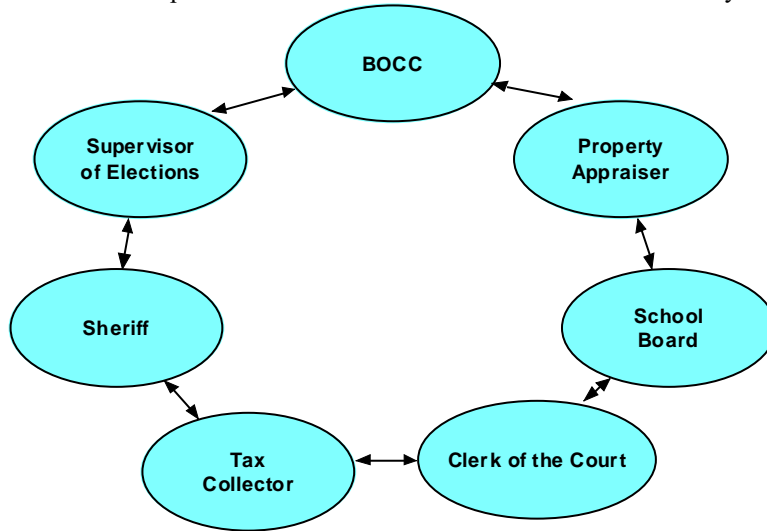 BOCC
Supervisor
of Elections
Property
Appraiser
Sheriff
School
Board
Tax
Collector
Clerk of the Court